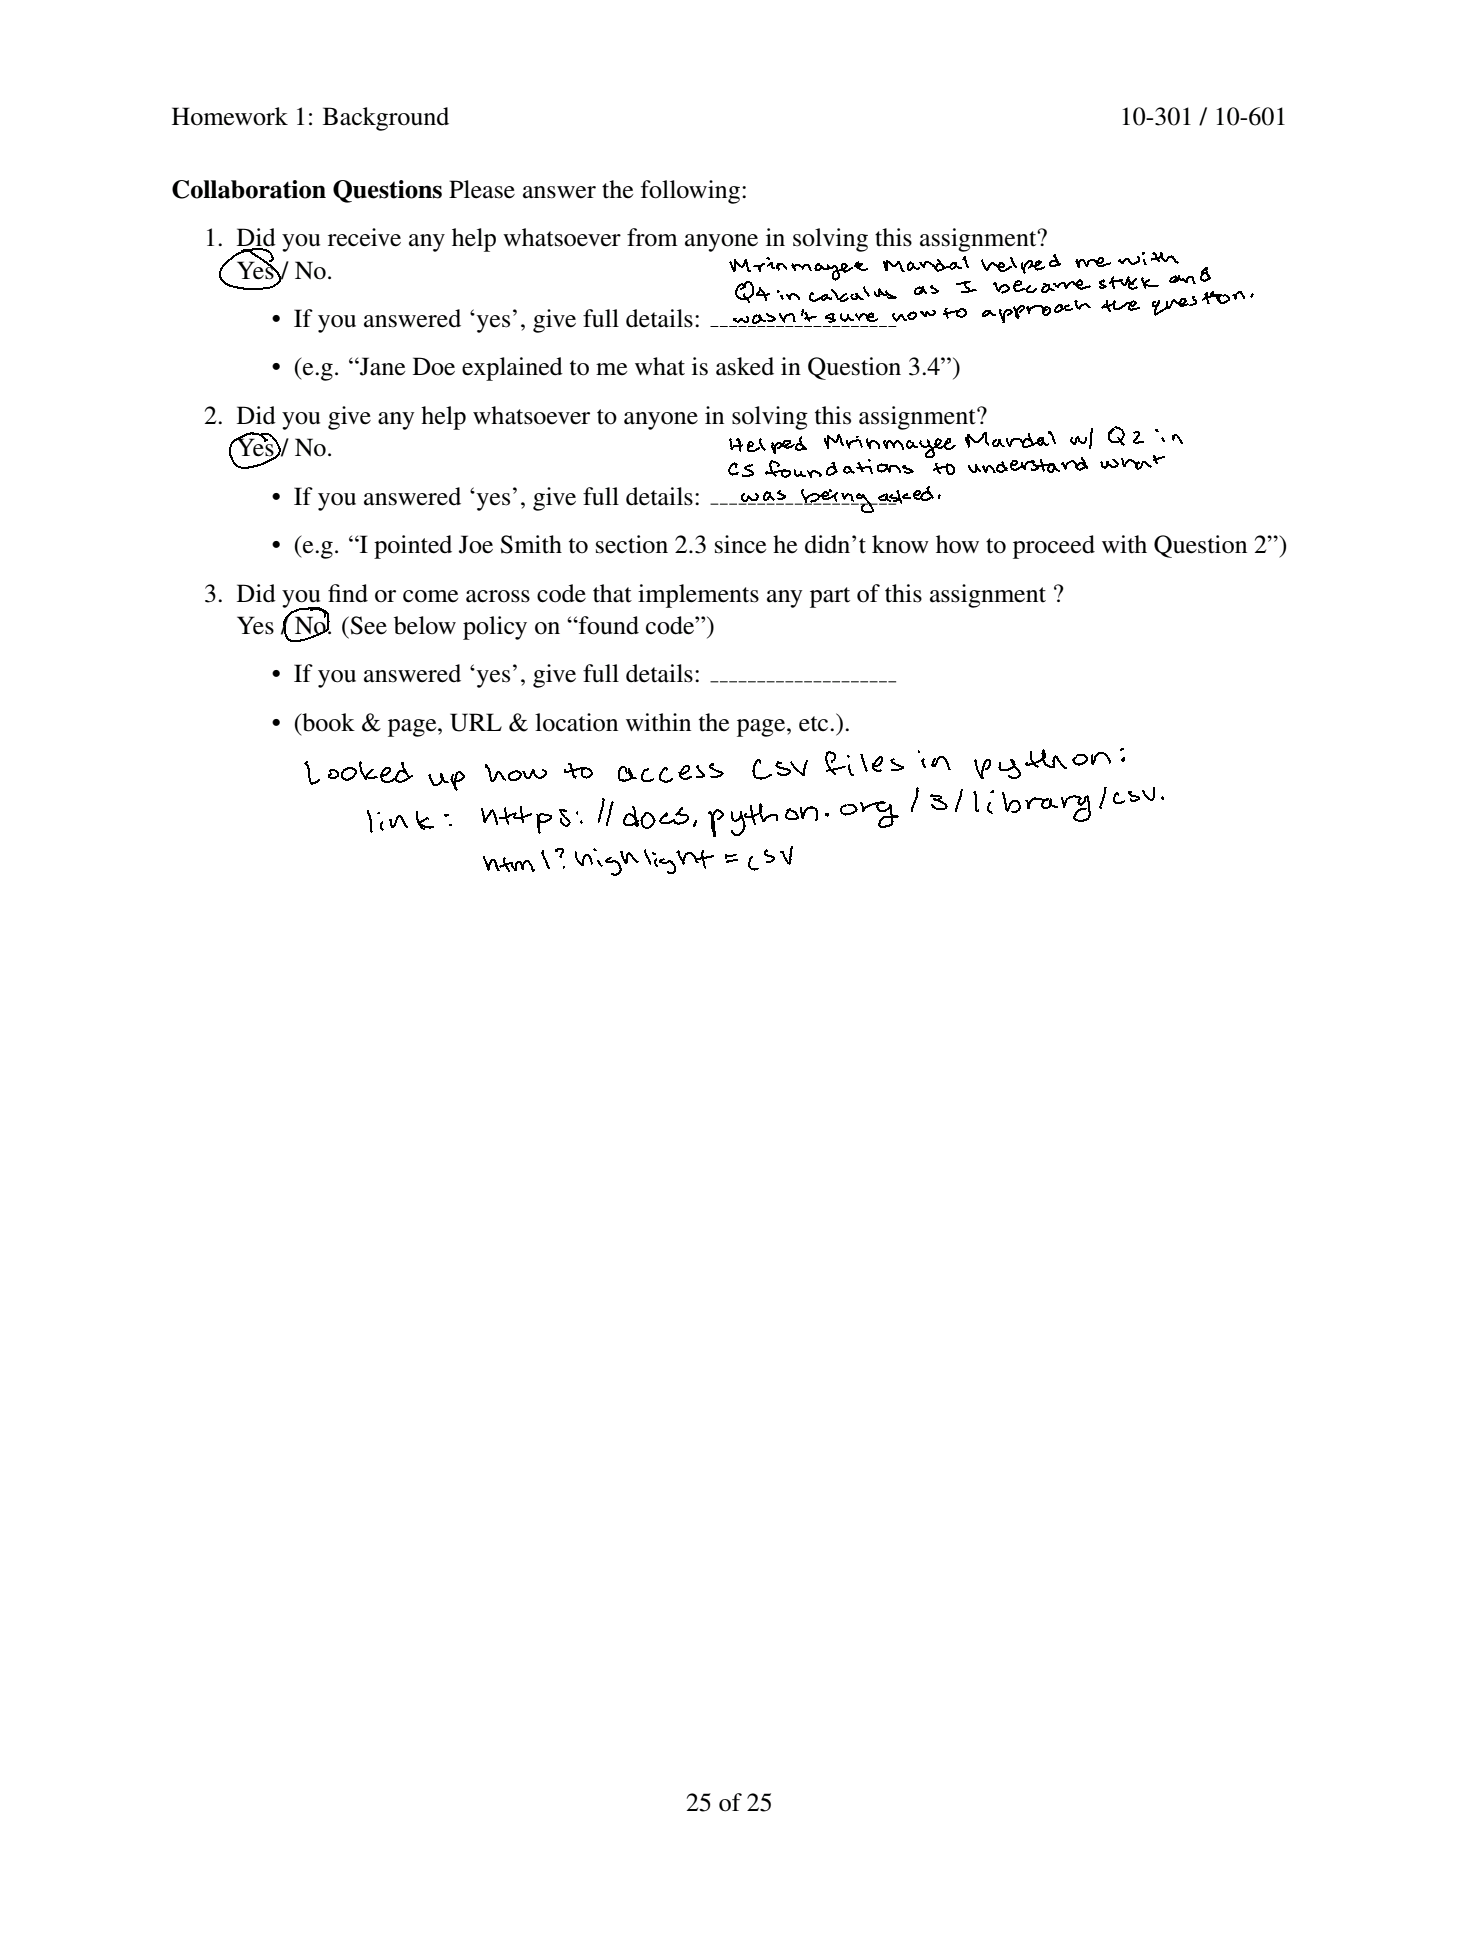 Homework 1: Background 10-301 / 10-601
Collaboration Questions Please answer the following:
1. Did you receive any help whatsoever from anyone in solving this assignment?
Yes / No.
Mrinmayee Mandal helped me with
Q4 in calculus as I became stuck and
• If you answered ‘yes’, give full details: wasn't sure how to approach the question.
• (e.g. “Jane Doe explained to me what is asked in Question 3.4”)
2. Did you give any help whatsoever to anyone in solving this assignment?
Yes / No.
Helped Mrinmayee Mandal w/ Q2 in
CS foundations to understand what
• If you answered ‘yes’, give full details: was being asked.
• (e.g. “I pointed Joe Smith to section 2.3 since he didn’t know how to proceed with Question 2”)
3. Did you find or come across code that implements any part of this assignment ?
Yes / No. (See below policy on “found code”)
• If you answered ‘yes’, give full details: ____________________
• (book & page, URL & location within the page, etc.).
Looked up how to access CSV files in python:
link: https://docs.python.org/3/library/csv.
html?highlight=csv
25 of 25